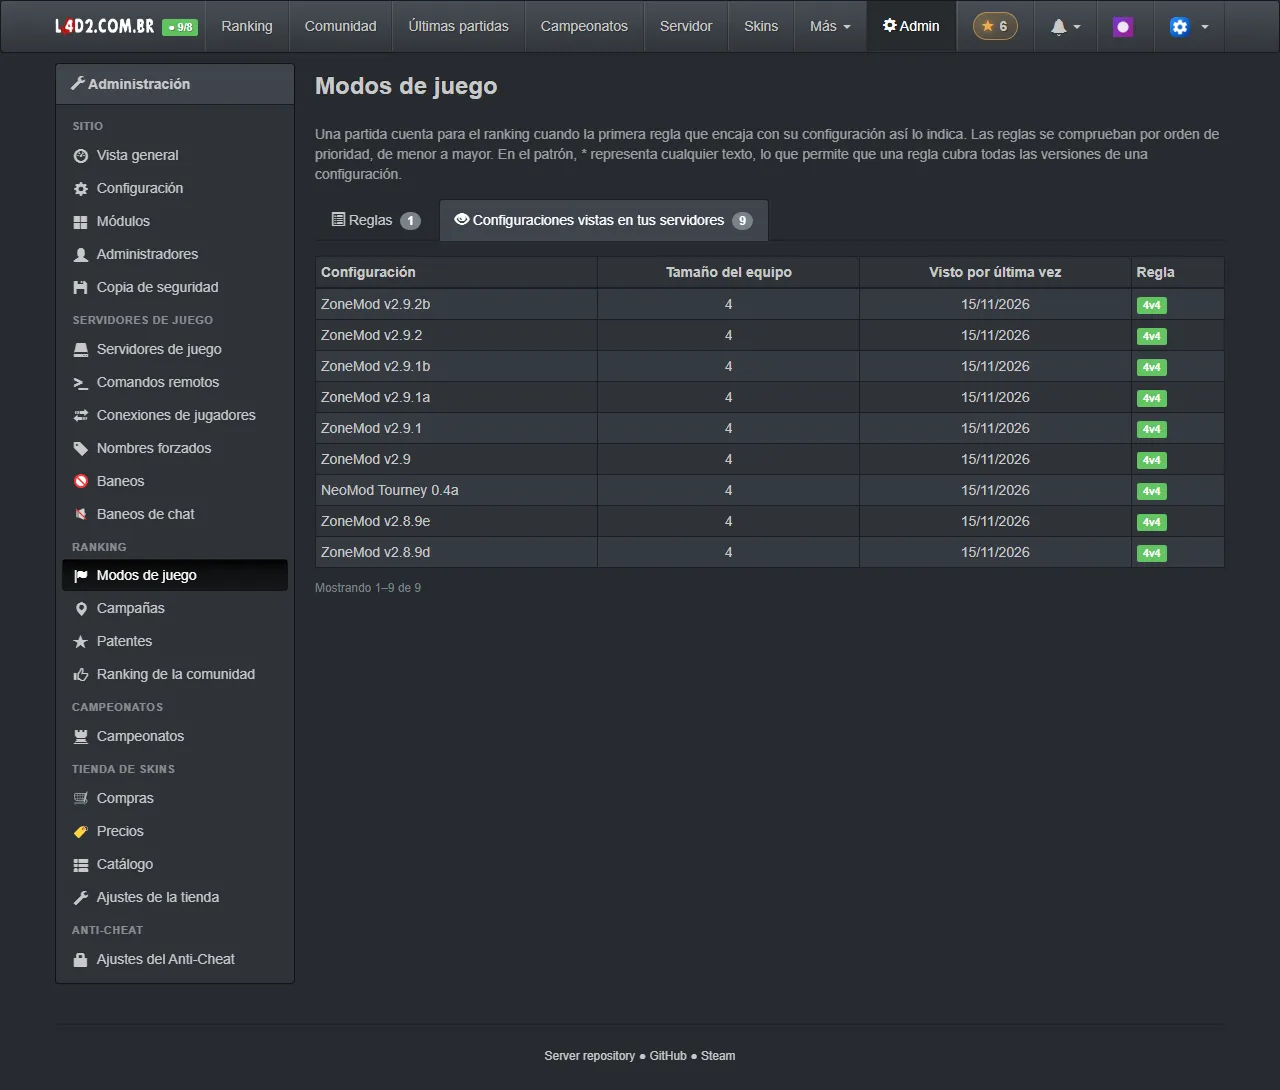 L4D2.COM.BR ● 9/8 Ranking Comunidad Últimas partidas Campeonatos Servidor Skins Más Admin ★ 6
Administración
SITIO
Vista general
Configuración
Módulos
Administradores
Copia de seguridad
SERVIDORES DE JUEGO
Servidores de juego
Comandos remotos
Conexiones de jugadores
Nombres forzados
Baneos
Baneos de chat
RANKING
Modos de juego
Campañas
Patentes
Ranking de la comunidad
CAMPEONATOS
Campeonatos
TIENDA DE SKINS
Compras
Precios
Catálogo
Ajustes de la tienda
ANTI-CHEAT
Ajustes del Anti-Cheat
Modos de juego
Una partida cuenta para el ranking cuando la primera regla que encaja con su configuración así lo indica. Las reglas se comprueban por orden de
prioridad, de menor a mayor. En el patrón, * representa cualquier texto, lo que permite que una regla cubra todas las versiones de una
configuración.
Reglas 1 Configuraciones vistas en tus servidores 9
Configuración Tamaño del equipo Visto por última vez Regla
ZoneMod v2.9.2b 4 15/11/2026 4v4
ZoneMod v2.9.2 4 15/11/2026 4v4
ZoneMod v2.9.1b 4 15/11/2026 4v4
ZoneMod v2.9.1a 4 15/11/2026 4v4
ZoneMod v2.9.1 4 15/11/2026 4v4
ZoneMod v2.9 4 15/11/2026 4v4
NeoMod Tourney 0.4a 4 15/11/2026 4v4
ZoneMod v2.8.9e 4 15/11/2026 4v4
ZoneMod v2.8.9d 4 15/11/2026 4v4
Mostrando 1–9 de 9
Server repository ● GitHub ● Steam